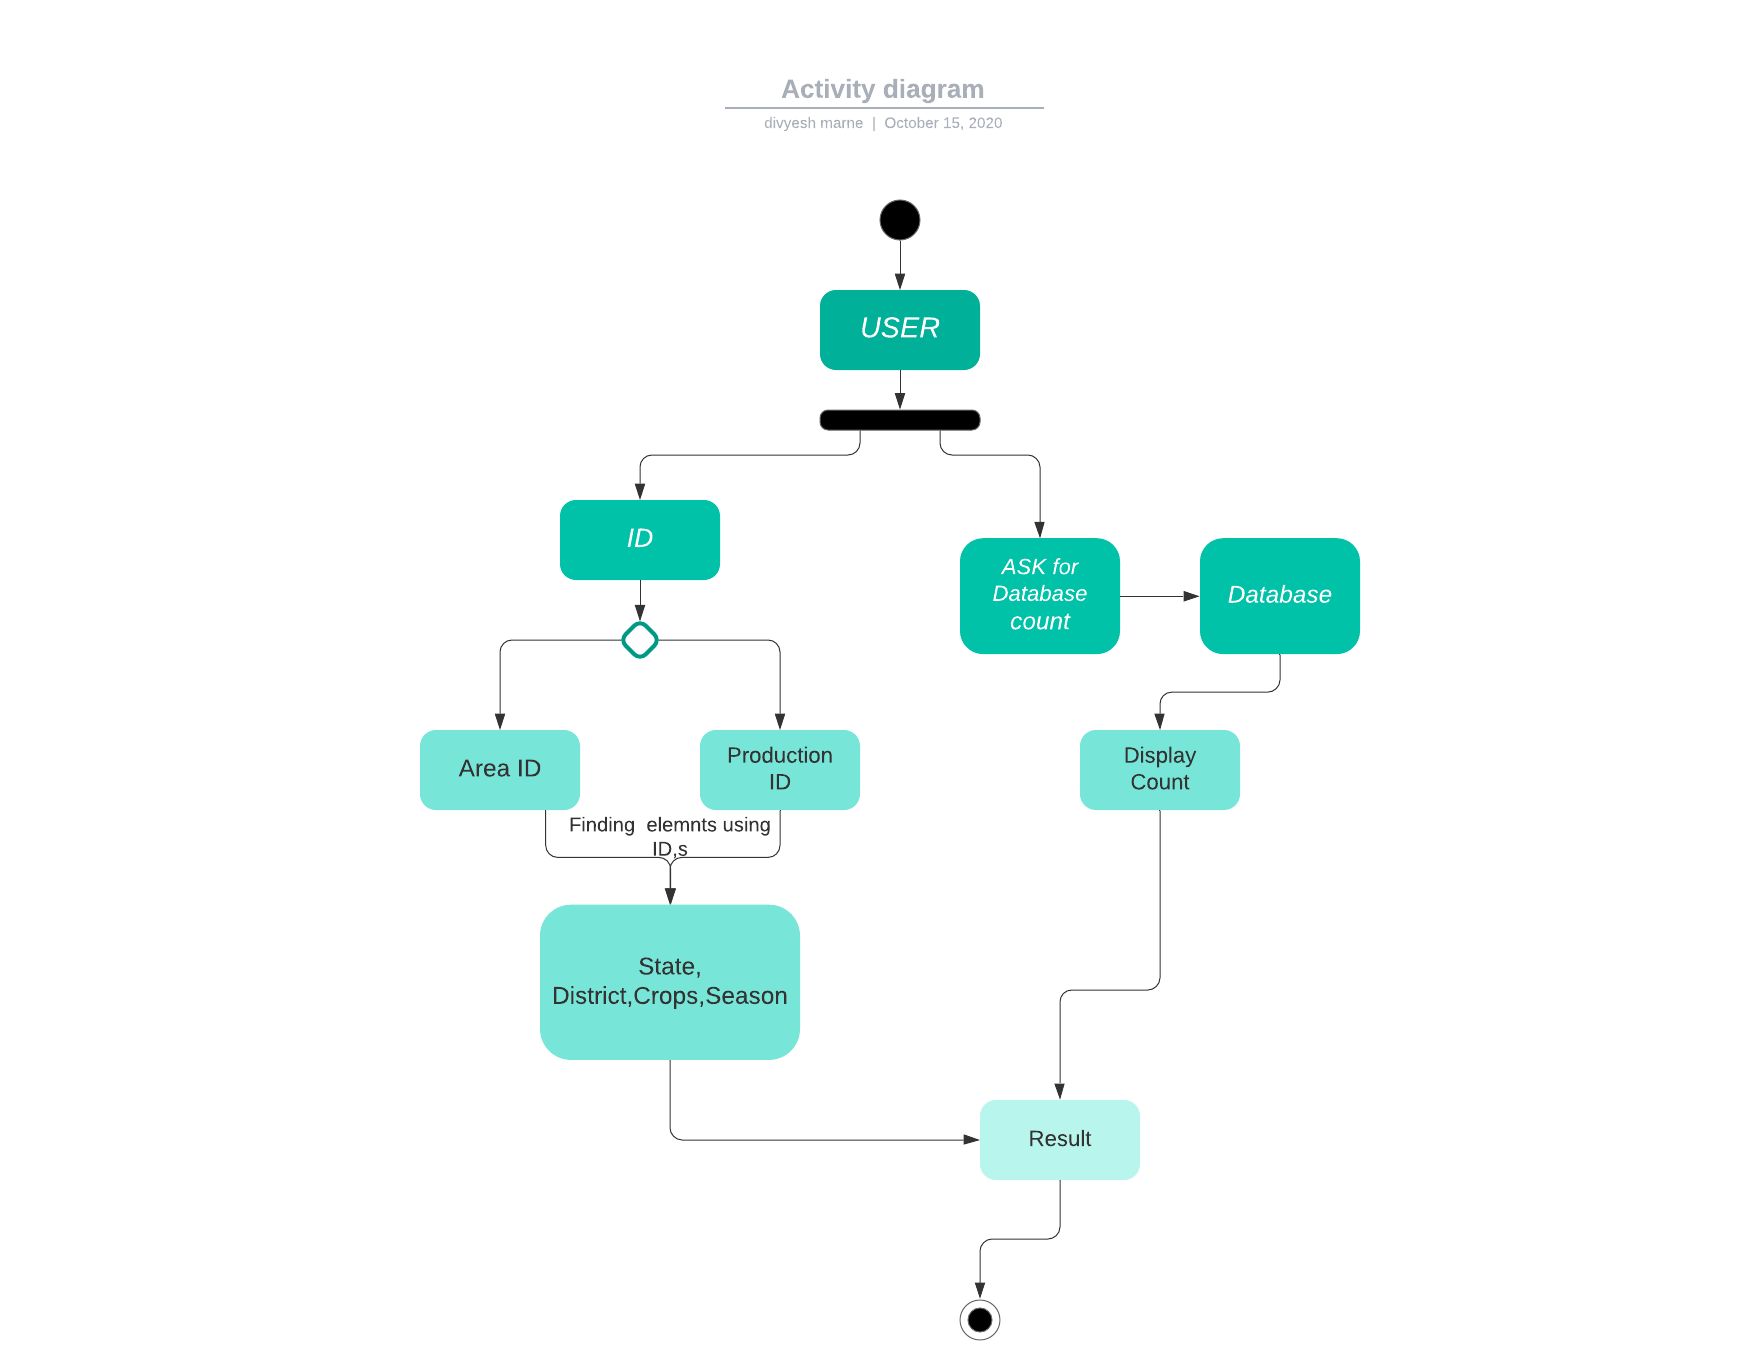 Activity diagram
divyesh marne | October 15, 2020
USER
ID
ASK for
Database
count
Database
Area ID
Production
ID
Display
Count
Finding  elemnts using
ID,s
State,
District,Crops,Season
Result